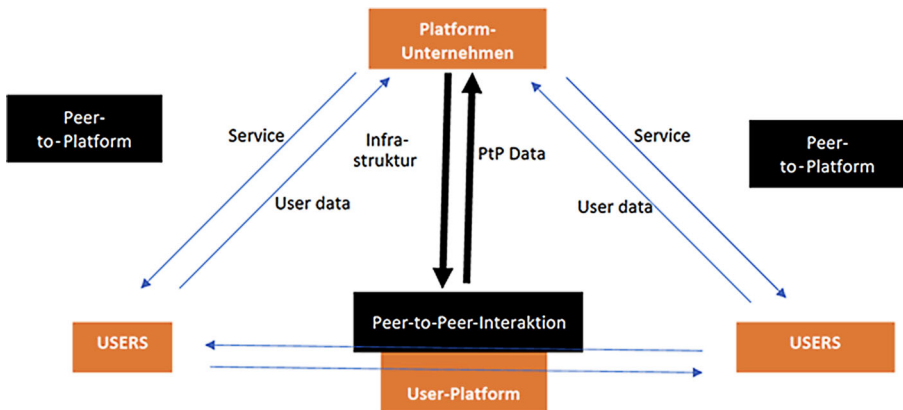 Platform-
Unternehmen
Peer-
to-Platform
Service
Infra-
struktur
PtP Data
Service
Peer-
to-Platform
User data
User data
Peer-to-Peer-Interaktion
USERS
USERS
User-Platform